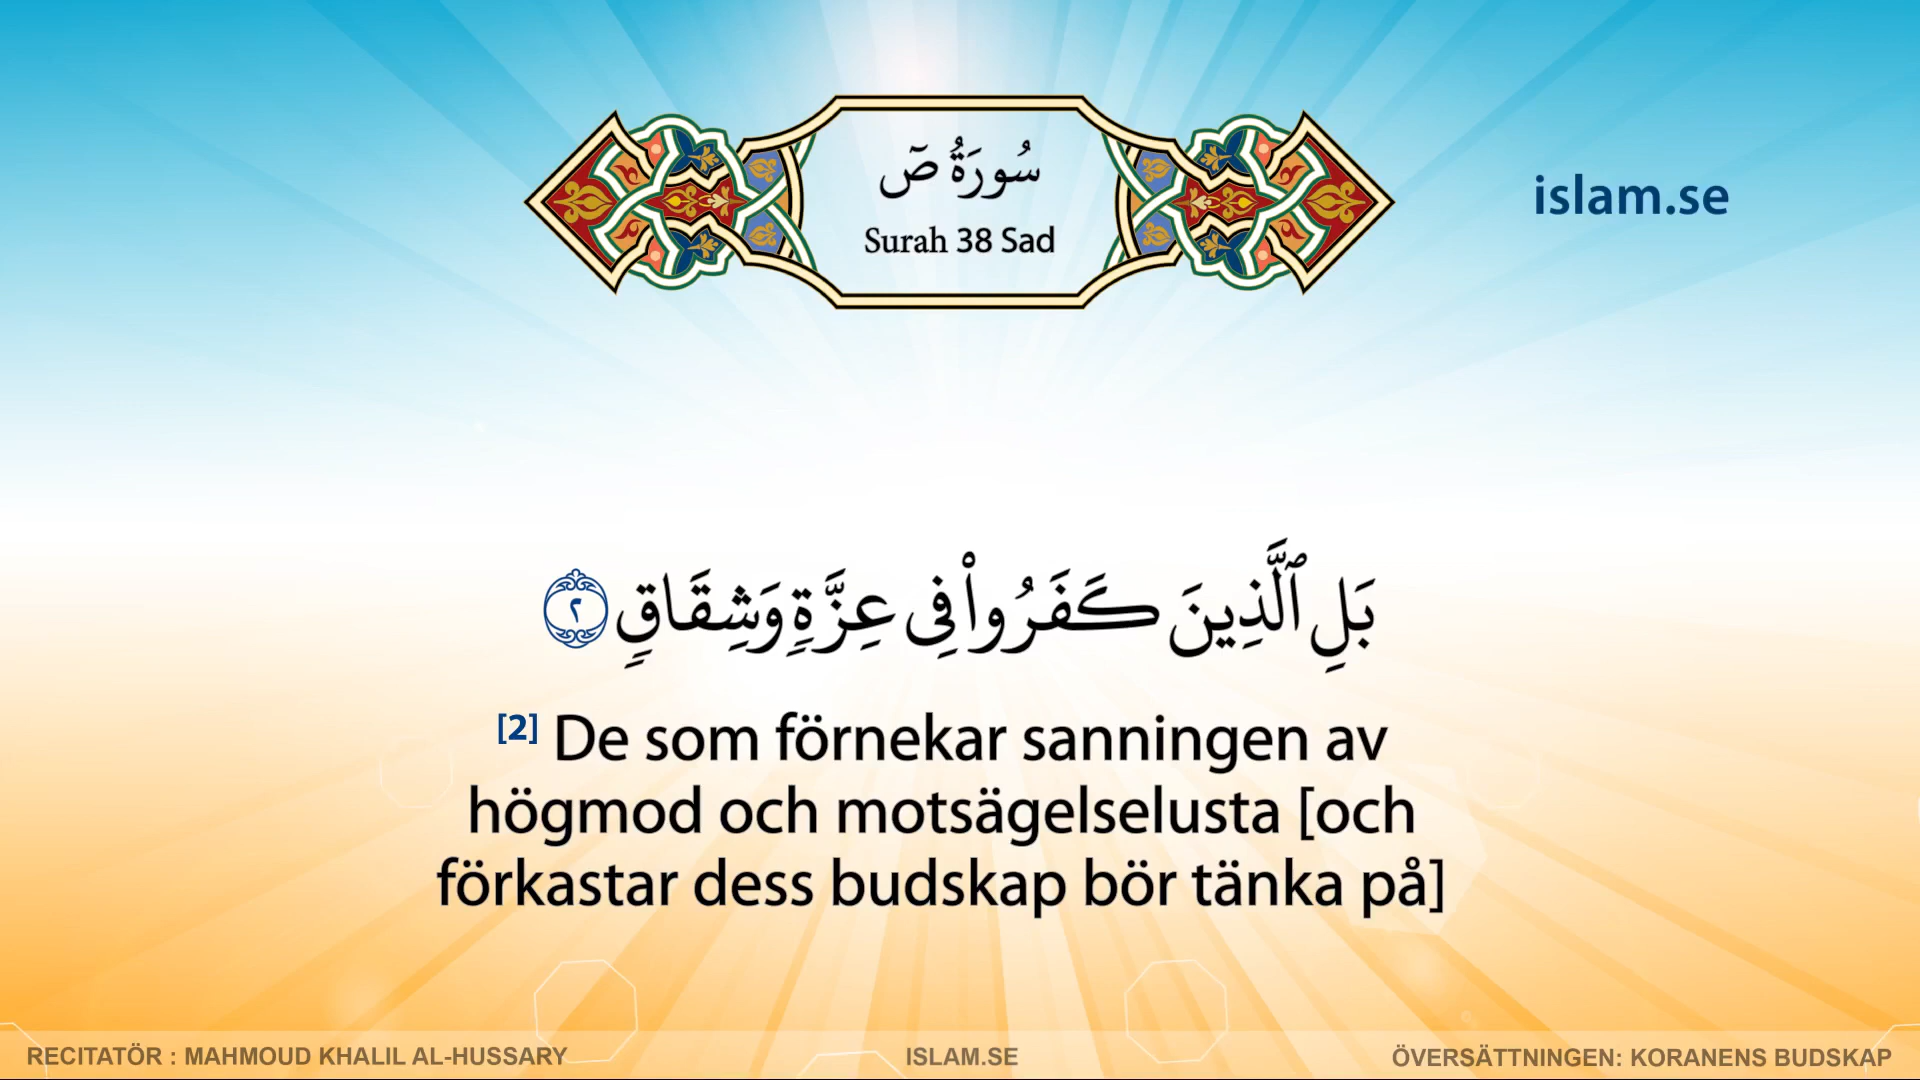 سُورَةُ صٓ
Surah 38 Sad
islam.se
بَلِ ٱلَّذِينَ كَفَرُوا۟ فِى عِزَّةٍ وَشِقَاقٍ ٢
[2] De som förnekar sanningen av
högmod och motsägelselusta [och
förkastar dess budskap bör tänka på]
RECITATÖR : MAHMOUD KHALIL AL-HUSSARY
ISLAM.SE
ÖVERSÄTTNINGEN: KORANENS BUDSKAP